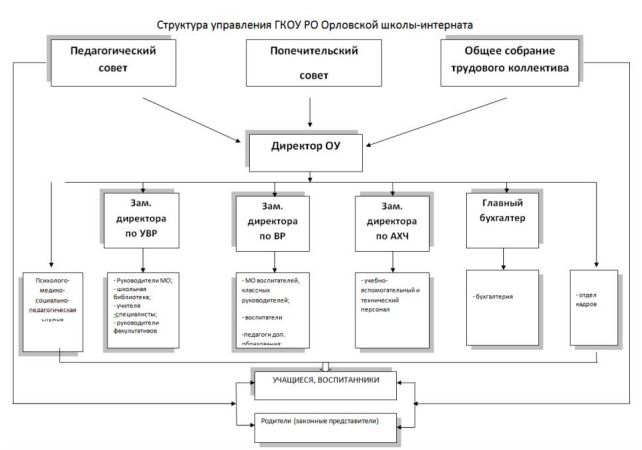 Структура управления ГКОУ РО Орловской школы-интерната
Педагогический
совет
Попечительский
совет
Общее собрание
трудового коллектива
Директор ОУ
Зам.
директора
по УВР
Зам.
директора
по ВР
Зам.
директора
по АХЧ
Главный
бухгалтер
Психолого-
медико-
социально-
педагогическая
служба
- Руководители МО;
- школьная
библиотека;
- учителя
-специалисты;
- руководители
факультативов
- МО воспитателей,
классных
руководителей;
- воспитатели
-педагоги доп.
образования;
- учебно-
вспомогательный и
технический
персонал
- бухгалтерия
- отдел
кадров
УЧАЩИЕСЯ, ВОСПИТАННИКИ
Родители (законные представители)